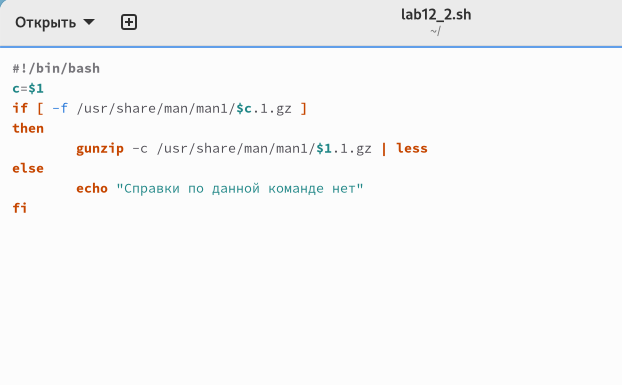 Открыть
lab12_2.sh
~/
#!/bin/bash
c=$1
if [ -f /usr/share/man/man1/$c.1.gz ]
then
        gunzip -c /usr/share/man/man1/$1.1.gz | less
else
        echo "Справки по данной команде нет"
fi